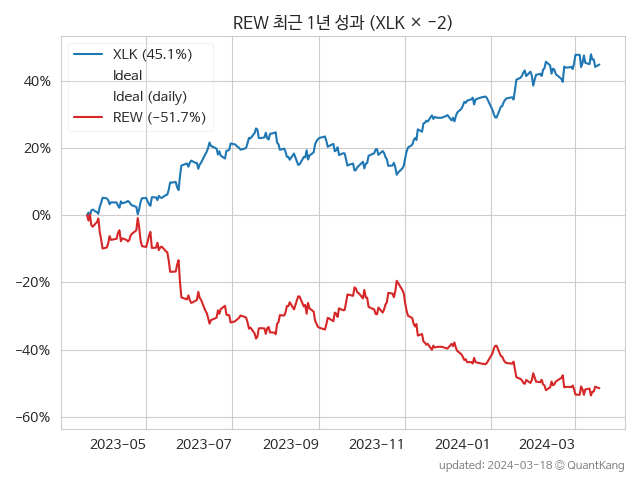 REW 최근 1년 성과 (XLK × −2)
XLK (45.1%)
Ideal
Ideal (daily)
REW (−51.7%)
40%
20%
0%
−20%
−40%
−60%
2023−05 2023−07 2023−09 2023−11 2024−01 2024−03
updated: 2024−03−18 © QuantKang